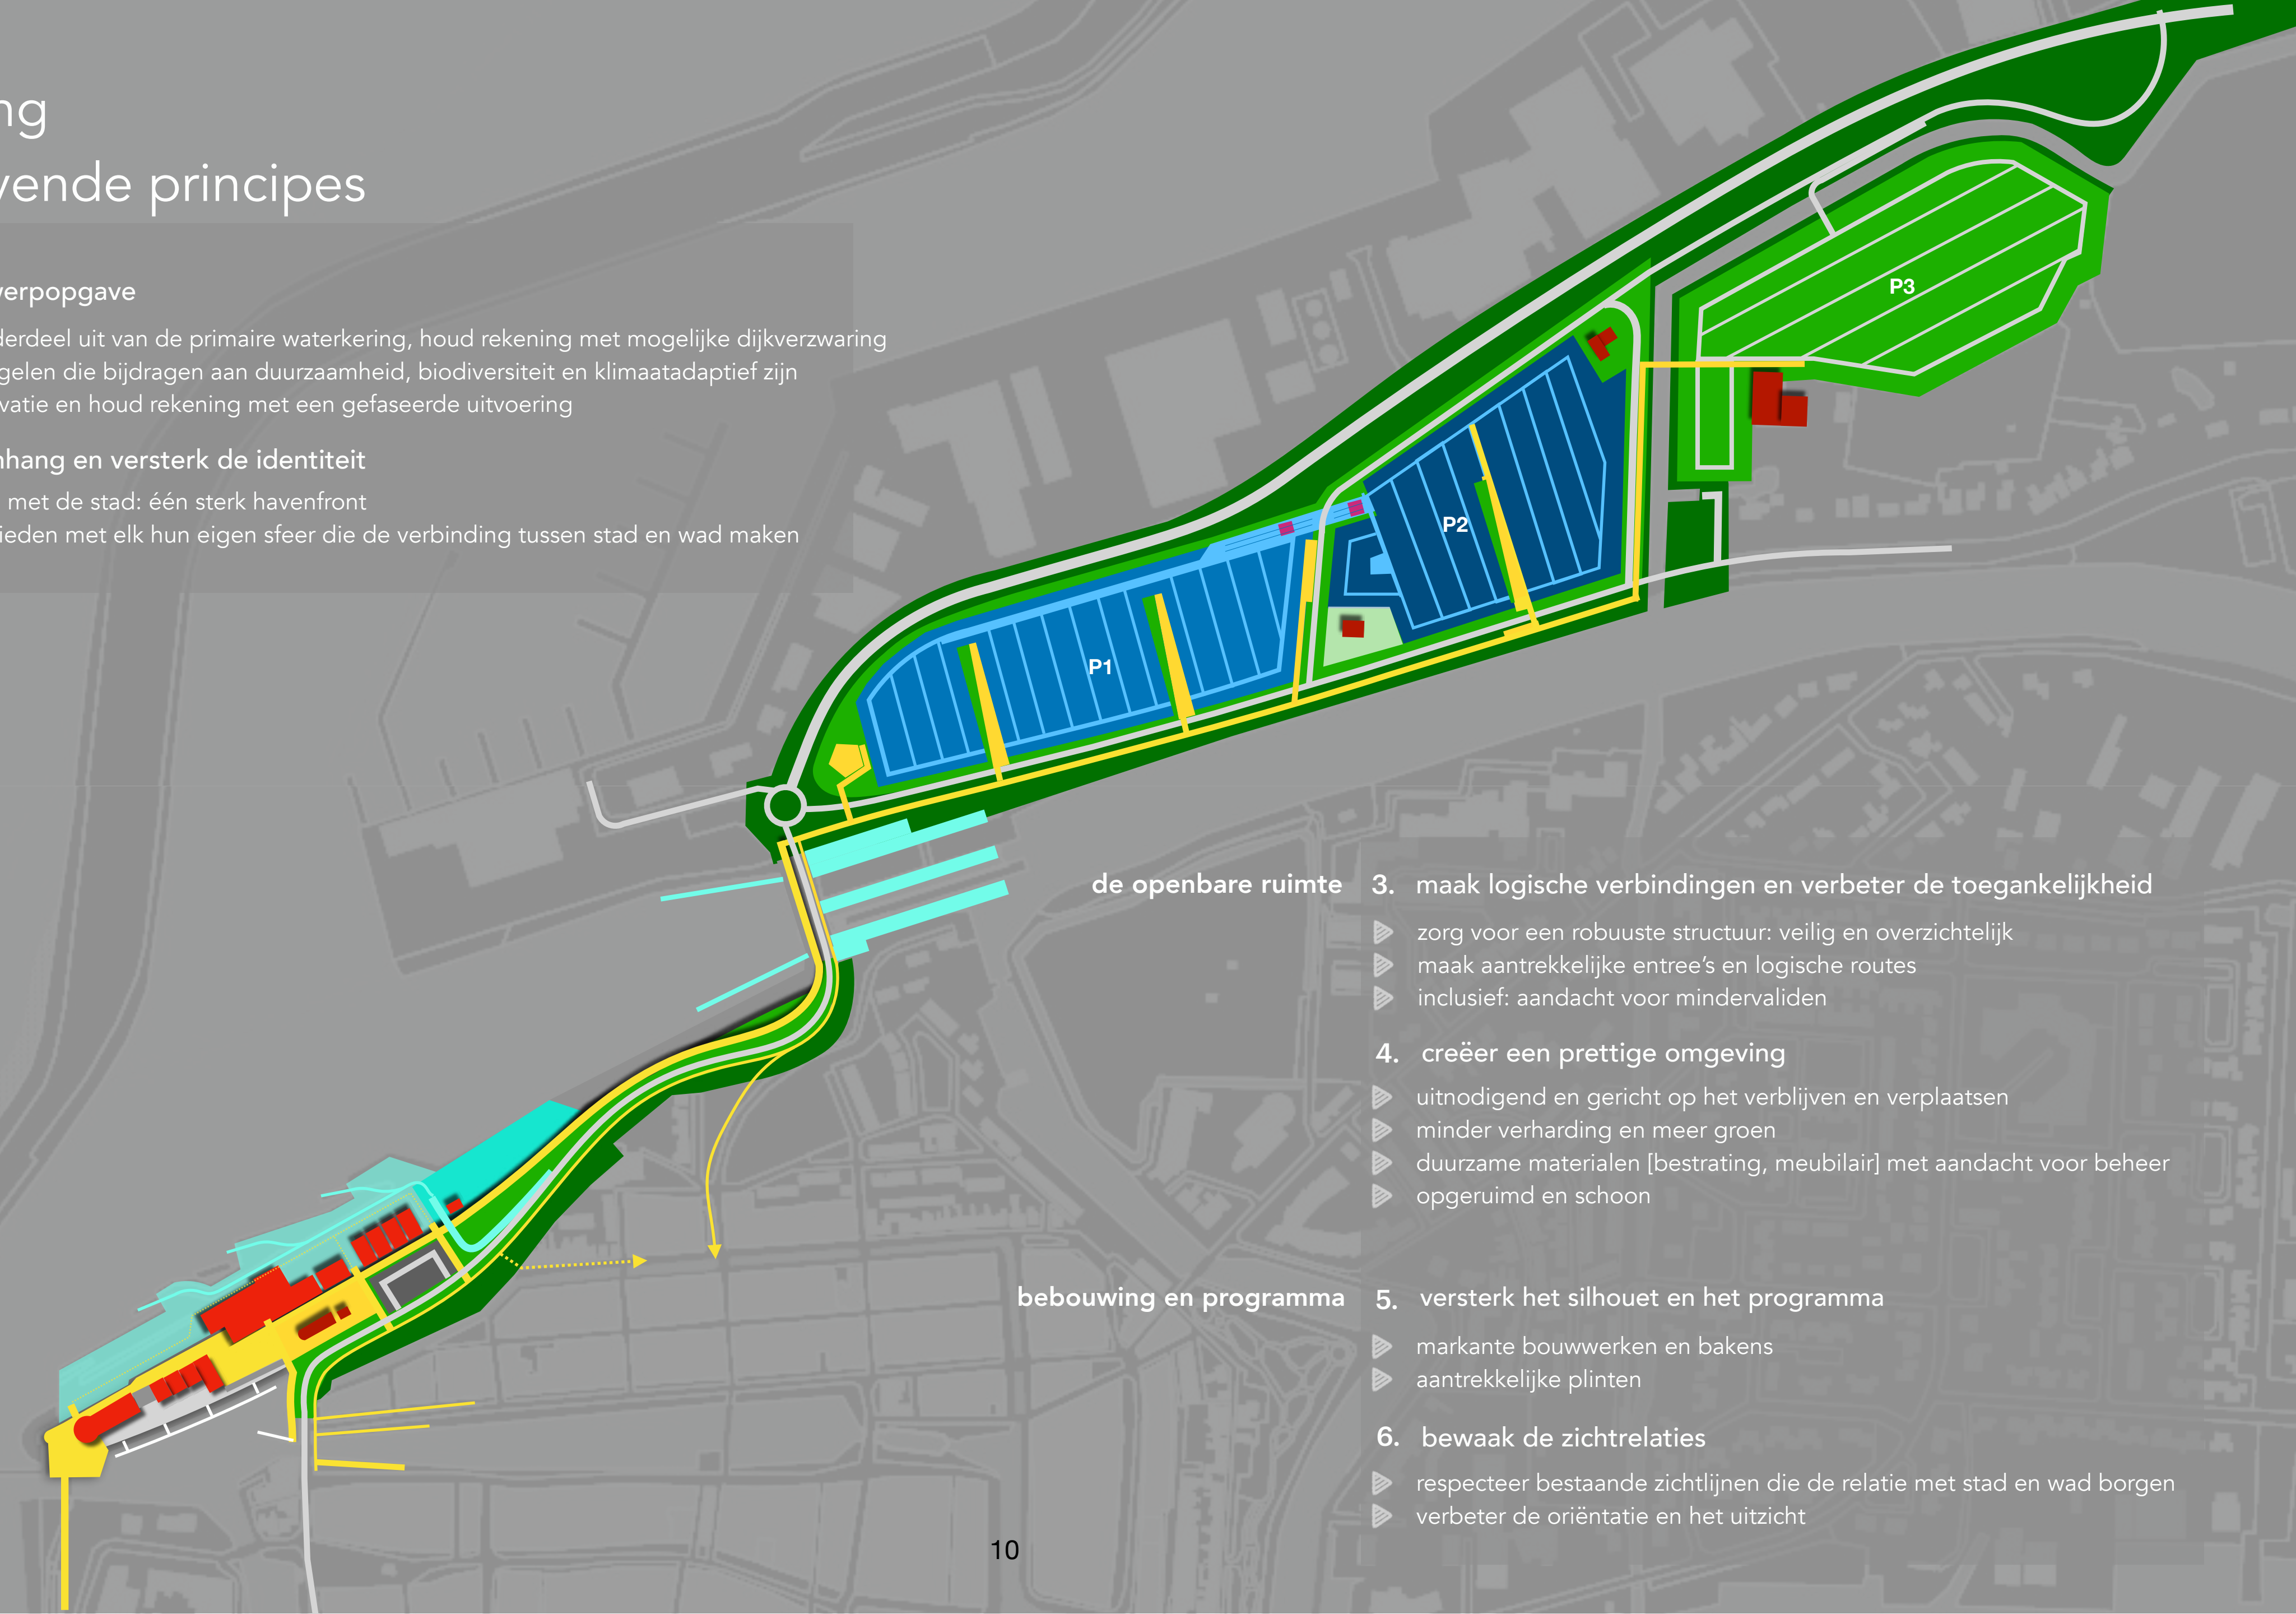 ng
vende principes
verpopgave
derdeel uit van de primaire waterkering, houd rekening met mogelijke dijkverzwaring
gelen die bijdragen aan duurzaamheid, biodiversiteit en klimaatadaptief zijn
vatie en houd rekening met een gefaseerde uitvoering
nhang en versterk de identiteit
met de stad: één sterk havenfront
ieden met elk hun eigen sfeer die de verbinding tussen stad en wad maken
P3
P2
P1
de openbare ruimte 3. maak logische verbindingen en verbeter de toegankelijkheid
zorg voor een robuuste structuur: veilig en overzichtelijk
maak aantrekkelijke entree's en logische routes
inclusief: aandacht voor mindervaliden
4. creëer een prettige omgeving
uitnodigend en gericht op het verblijven en verplaatsen
minder verharding en meer groen
duurzame materialen [bestrating, meubilair] met aandacht voor beheer
opgeruimd en schoon
bebouwing en programma 5. versterk het silhouet en het programma
markante bouwwerken en bakens
aantrekkelijke plinten
6. bewaak de zichtrelaties
respecteer bestaande zichtlijnen die de relatie met stad en wad borgen
verbeter de oriëntatie en het uitzicht
10